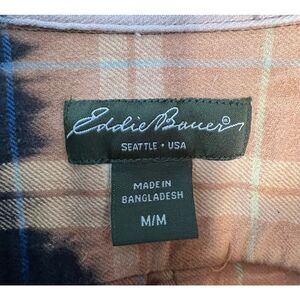 Eddie Bauer®
SEATTLE • USA
MADE IN
BANGLADESH
M/M